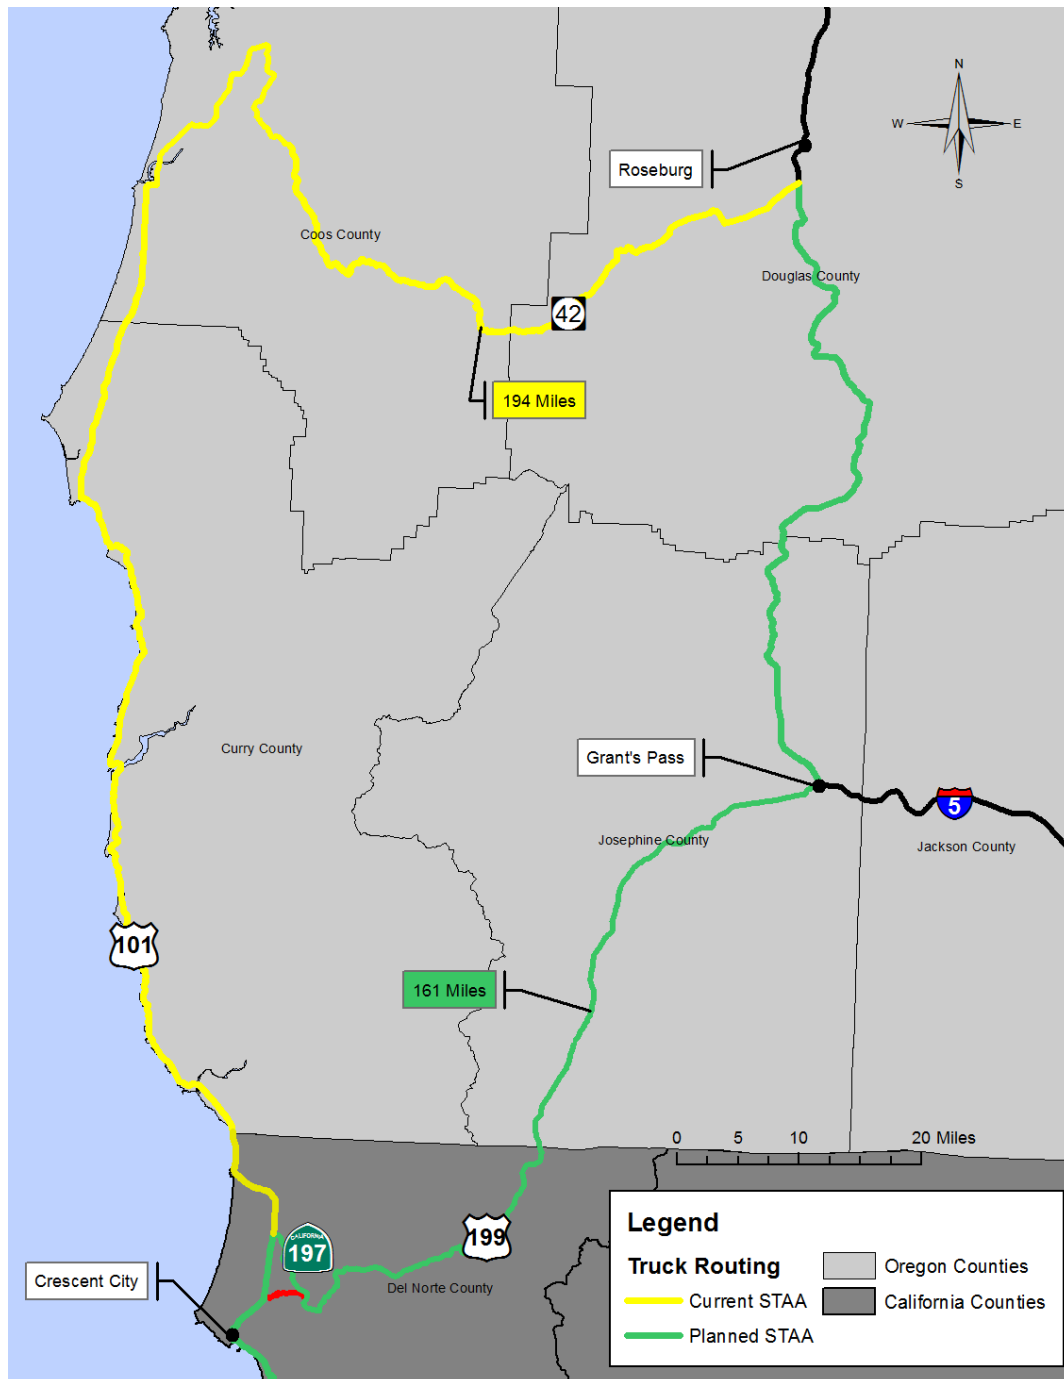 N
W E
S
Roseburg
Coos County
Douglas County
42
194 Miles
Curry County
Grant's Pass
5
Josephine County
Jackson County
101
161 Miles
0 5 10 20 Miles
199
CALIFORNIA
197
Crescent City
Del Norte County
Legend
Truck Routing
Current STAA
Planned STAA
Oregon Counties
California Counties